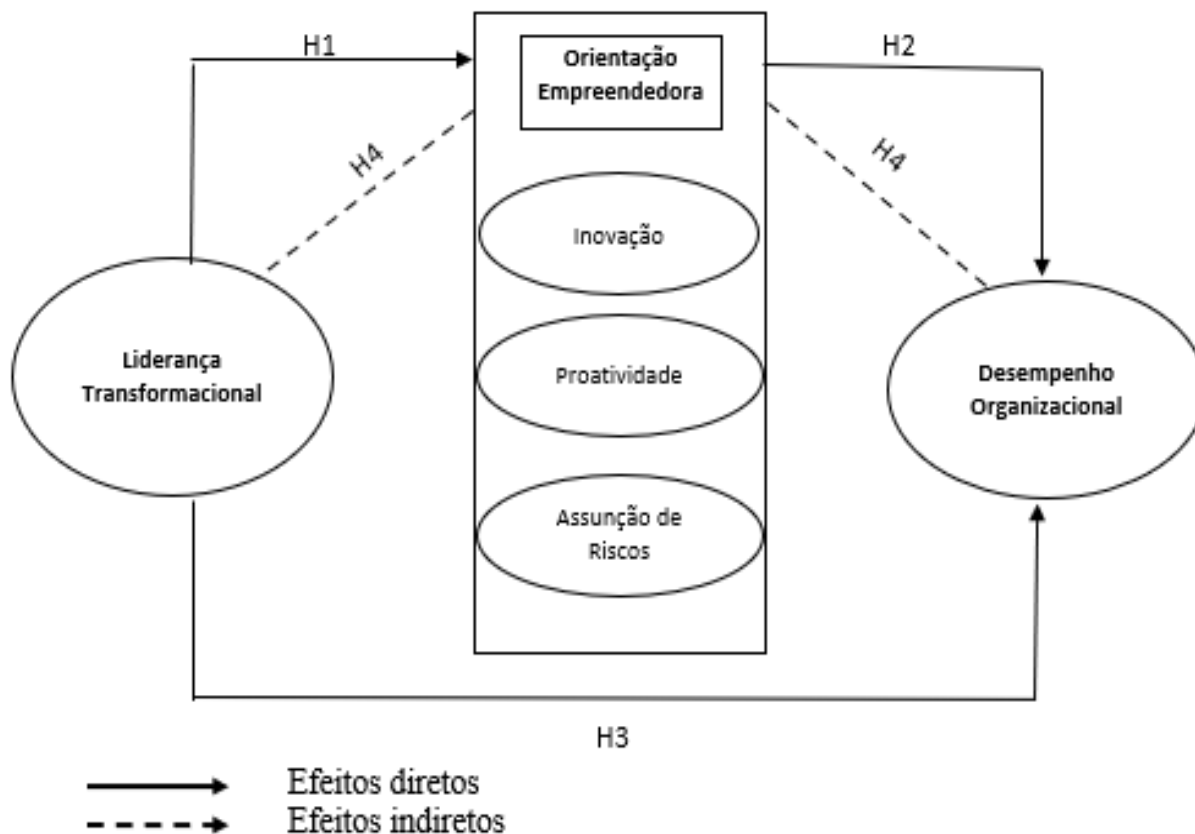 H1
Orientação
Empreendedora
H2
H4
H4
Inovação
Liderança
Transformacional
Proatividade
Desempenho
Organizacional
Assunção de
Riscos
H3
Efeitos diretos
Efeitos indiretos